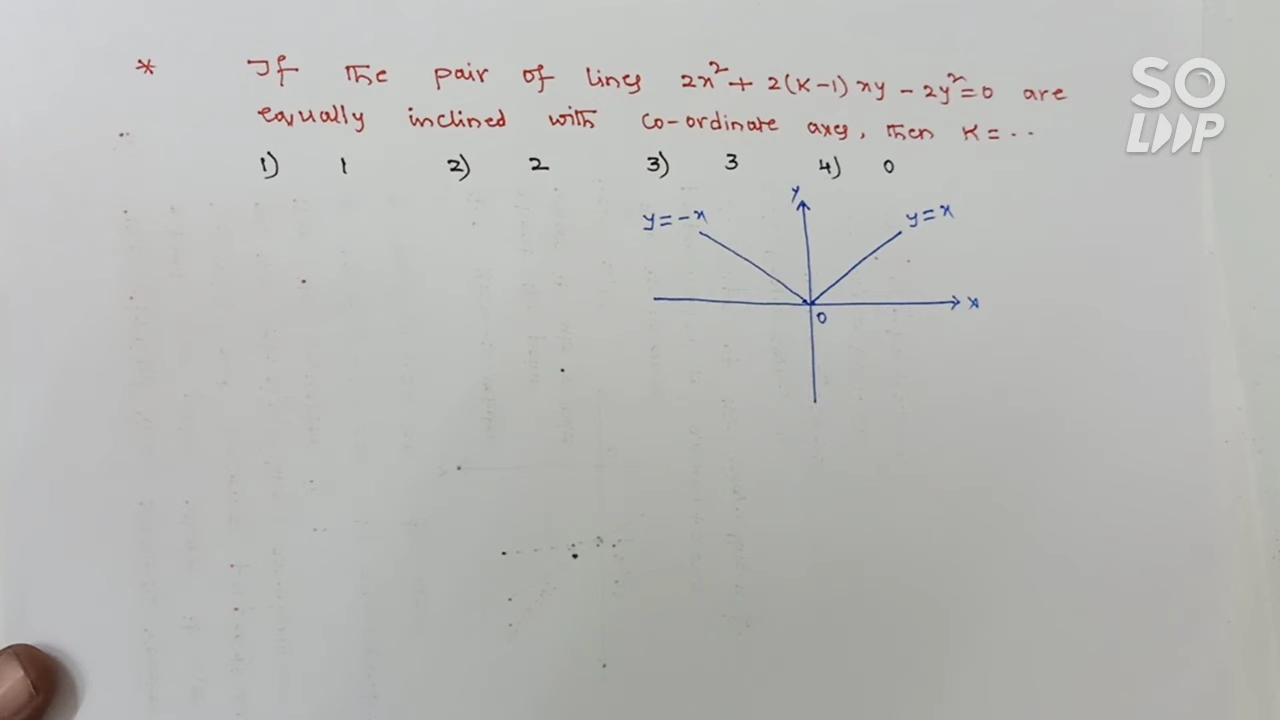 * If the pair of lines 2x²+ 2(K-1) xy - 2y²=0 are
equally inclined with co-ordinate axes, then K = ..
1) 1 2) 2 3) 3 4) 0
y
y=-x y=x
x
0
SO
LOOP